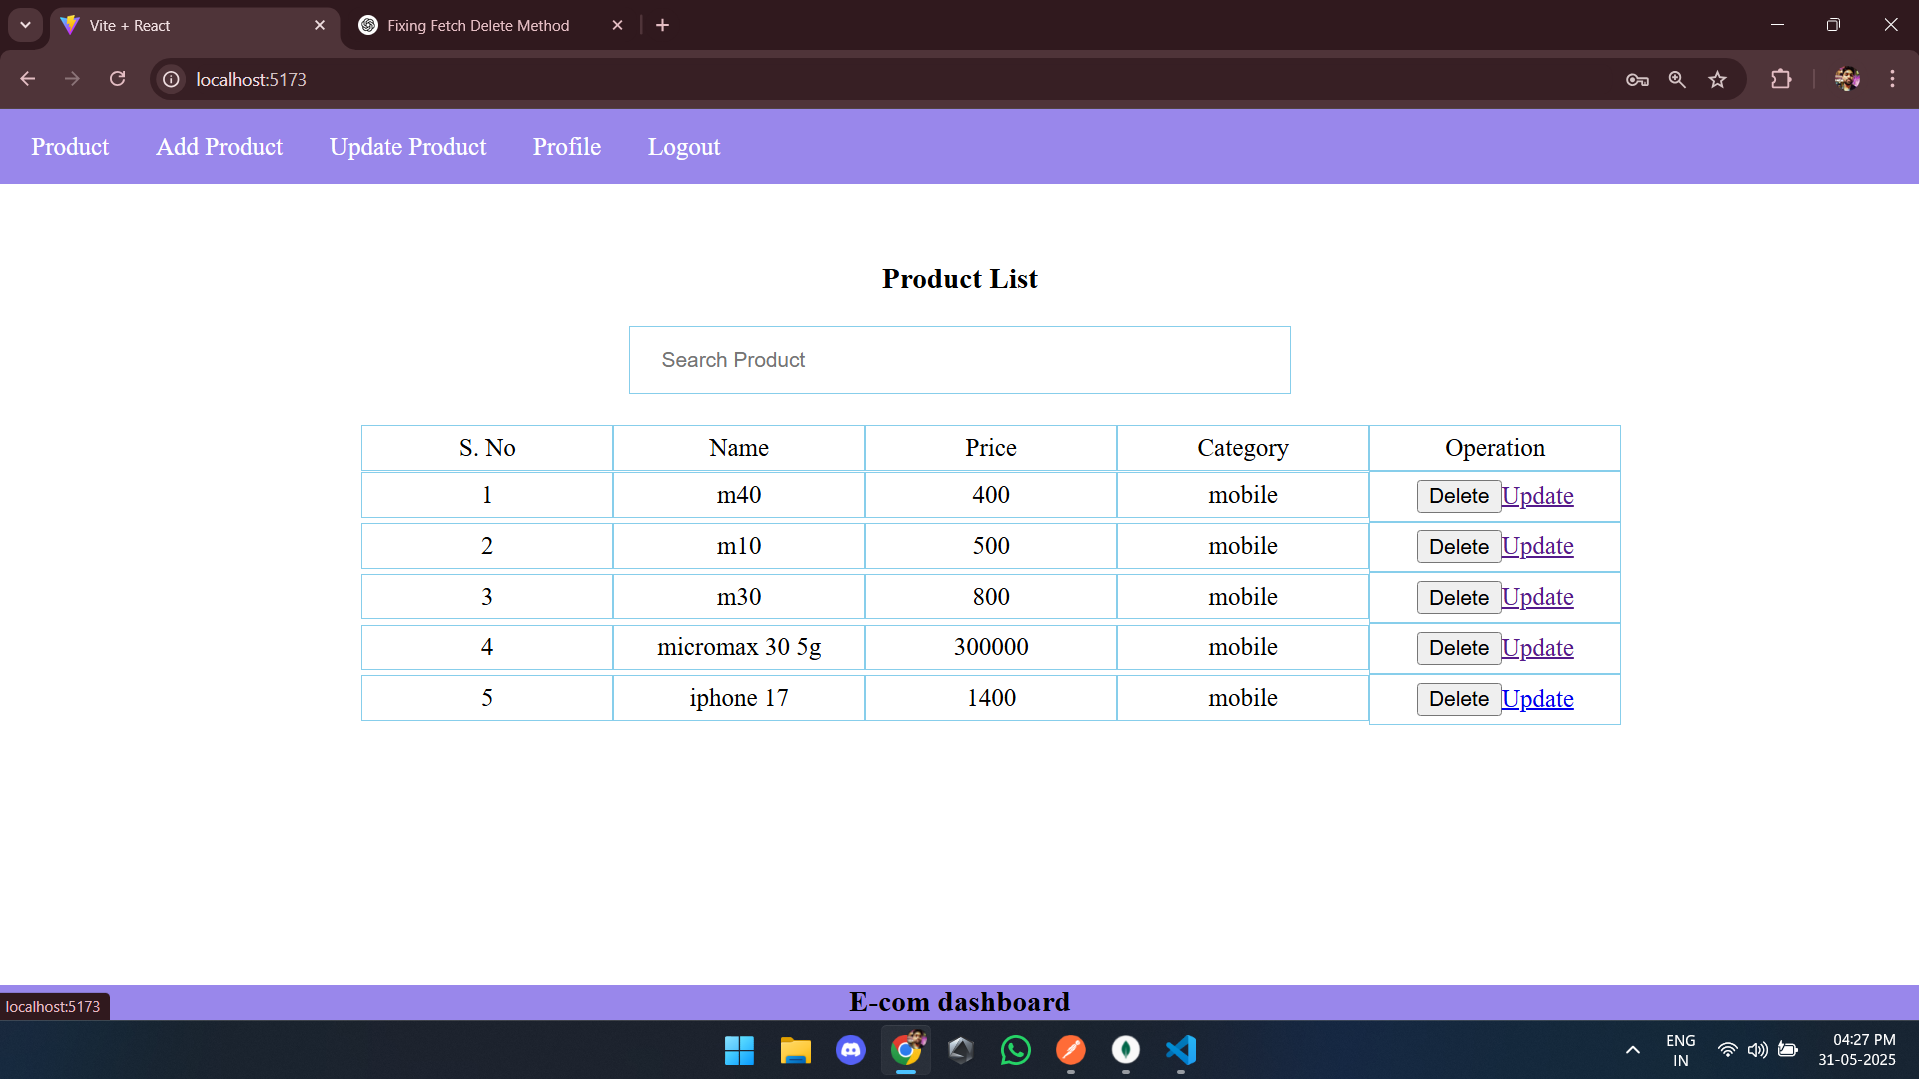 Vite + React
Fixing Fetch Delete Method
localhost:5173
Product Add Product Update Product Profile Logout
Product List
Search Product
S. No Name Price Category Operation
1 m40 400 mobile Delete Update
2 m10 500 mobile Delete Update
3 m30 800 mobile Delete Update
4 micromax 30 5g 300000 mobile Delete Update
5 iphone 17 1400 mobile Delete Update
E-com dashboard
localhost:5173
ENG
IN
04:27 PM
31-05-2025